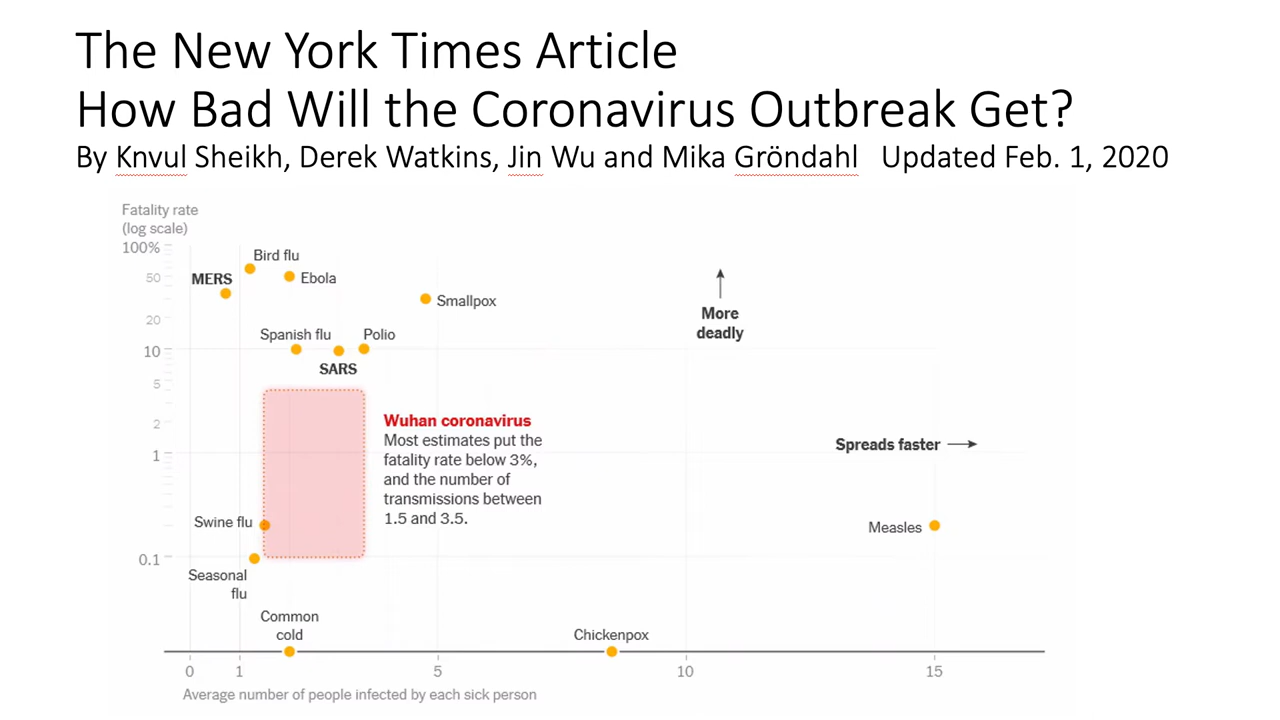 The New York Times Article
How Bad Will the Coronavirus Outbreak Get?
By Knvul Sheikh, Derek Watkins, Jin Wu and Mika Gröndahl Updated Feb. 1, 2020
Fatality rate
(log scale)
100%
Bird flu
MERS
50
Ebola
Smallpox
More
deadly
20
Spanish flu
Polio
10
SARS
5
Wuhan coronavirus
Most estimates put the
fatality rate below 3%,
and the number of
transmissions between
1.5 and 3.5.
2
Spreads faster
1
Swine flu
Measles
0.1
Seasonal
flu
Common
cold
Chickenpox
0
1
5
10
15
Average number of people infected by each sick person